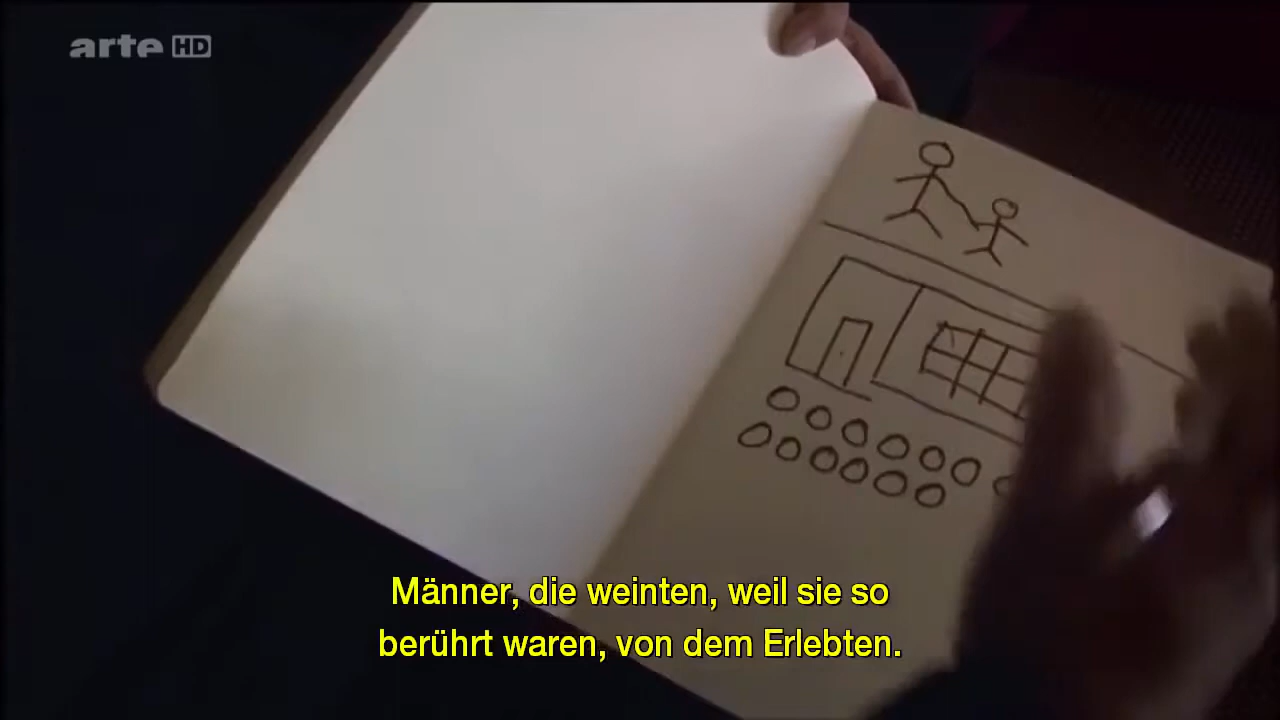 arte HD
Männer, die weinten, weil sie so
berührt waren, von dem Erlebten.